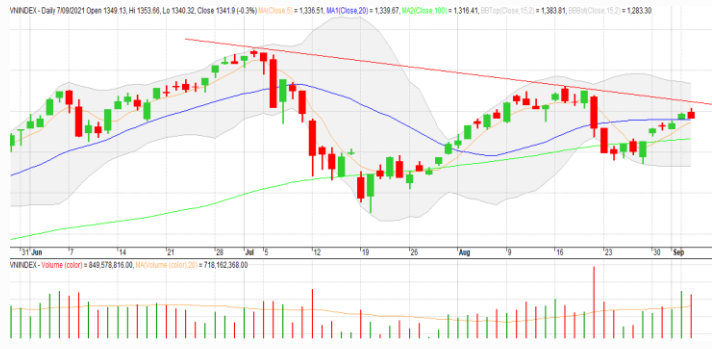 VNINDEX - Daily 7/09/2021 Open 1349.13, Hi 1353.66, Lo 1340.32, Close 1341.9 (-0.3%) MA(Close,5) = 1,336.51, MA1(Close,20) = 1,339.67, MA2(Close,100) = 1,316.41, BBTop(Close,15,2) = 1,383.81, BBBot(Close,15,2) = 1,283.30
31 Jun 7 14 21 28 Jul 5 12 19 26 Aug 9 16 23 30 Sep
VNINDEX - Volume (color) = 849,578,816.00, MA(Volume (color),20) = 718,162,368.00